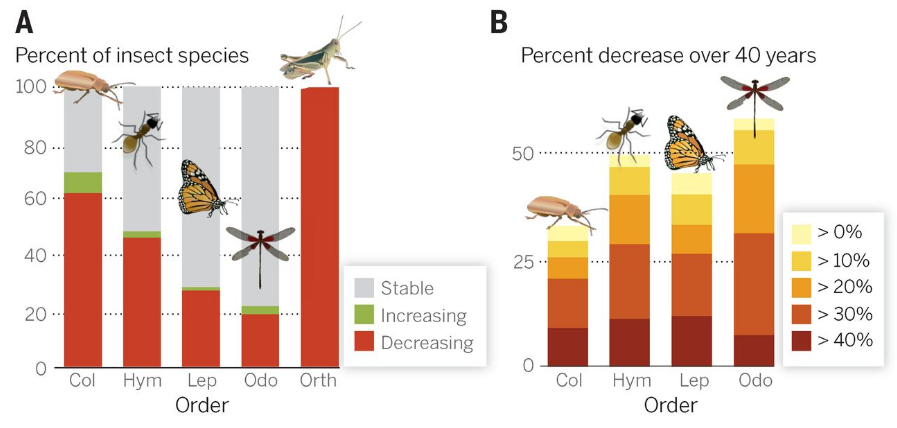 A
Percent of insect species
100
80
60
40
20
0
Col Hym Lep Odo Orth
Order
Stable
Increasing
Decreasing
B
Percent decrease over 40 years
50
25
0
Col Hym Lep Odo
Order
> 0%
> 10%
> 20%
> 30%
> 40%